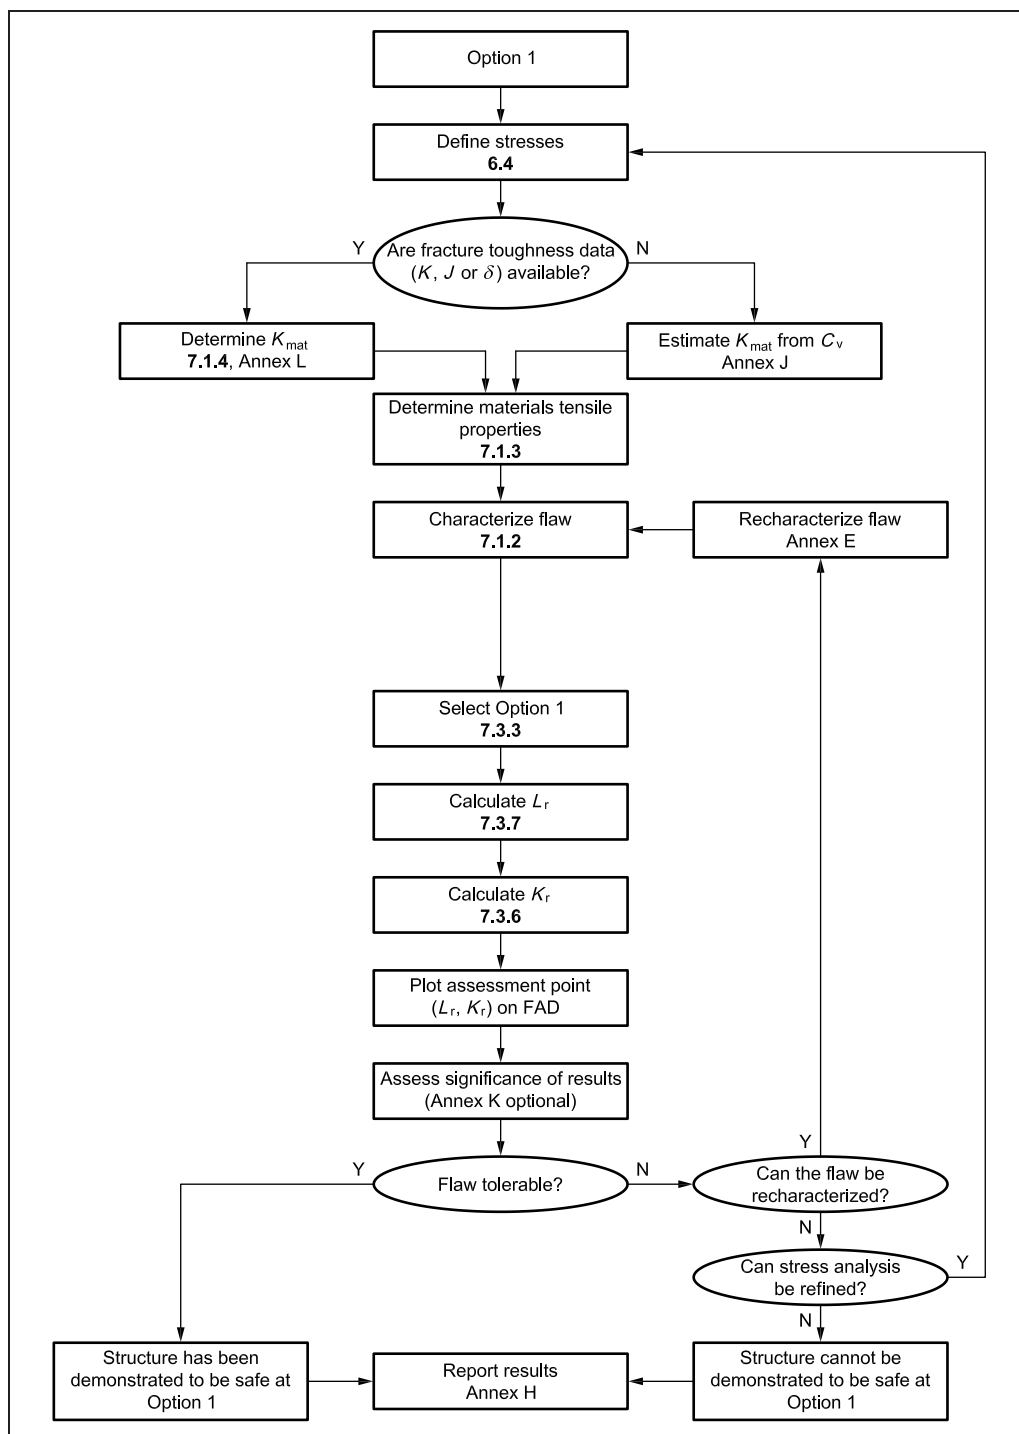 Option 1
Define stresses
6.4
Y
Are fracture toughness data
(K, J or δ) available?
N
Determine Kmat
7.1.4, Annex L
Estimate Kmat from Cv
Annex J
Determine materials tensile
properties
7.1.3
Characterize flaw
7.1.2
Recharacterize flaw
Annex E
Select Option 1
7.3.3
Calculate Lr
7.3.7
Calculate Kr
7.3.6
Plot assessment point
(Lr, Kr) on FAD
Assess significance of results
(Annex K optional)
Y
Flaw tolerable?
N
Y
Can the flaw be
recharacterized?
N
Can stress analysis
be refined?
Y
N
Structure has been
demonstrated to be safe at
Option 1
Report results
Annex H
Structure cannot be
demonstrated to be safe at
Option 1